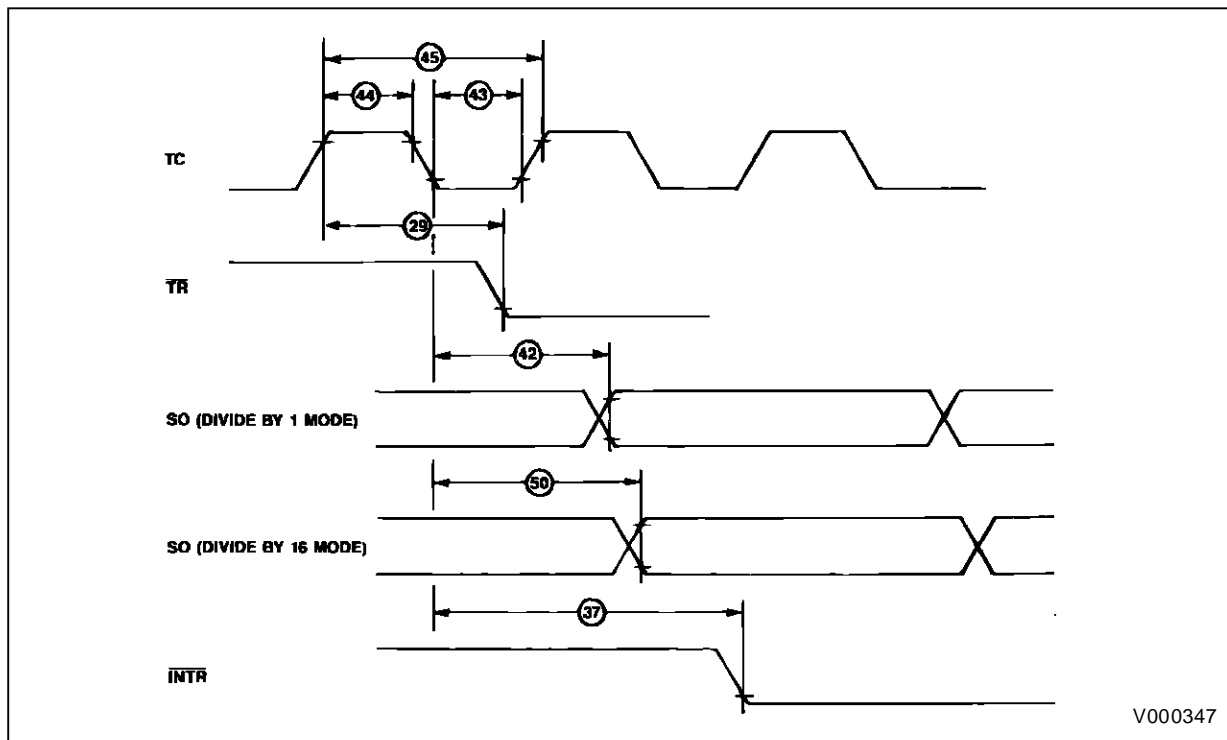 45
44
43
TC
29
TR
42
SO (DIVIDE BY 1 MODE)
50
SO (DIVIDE BY 16 MODE)
37
INTR
V000347